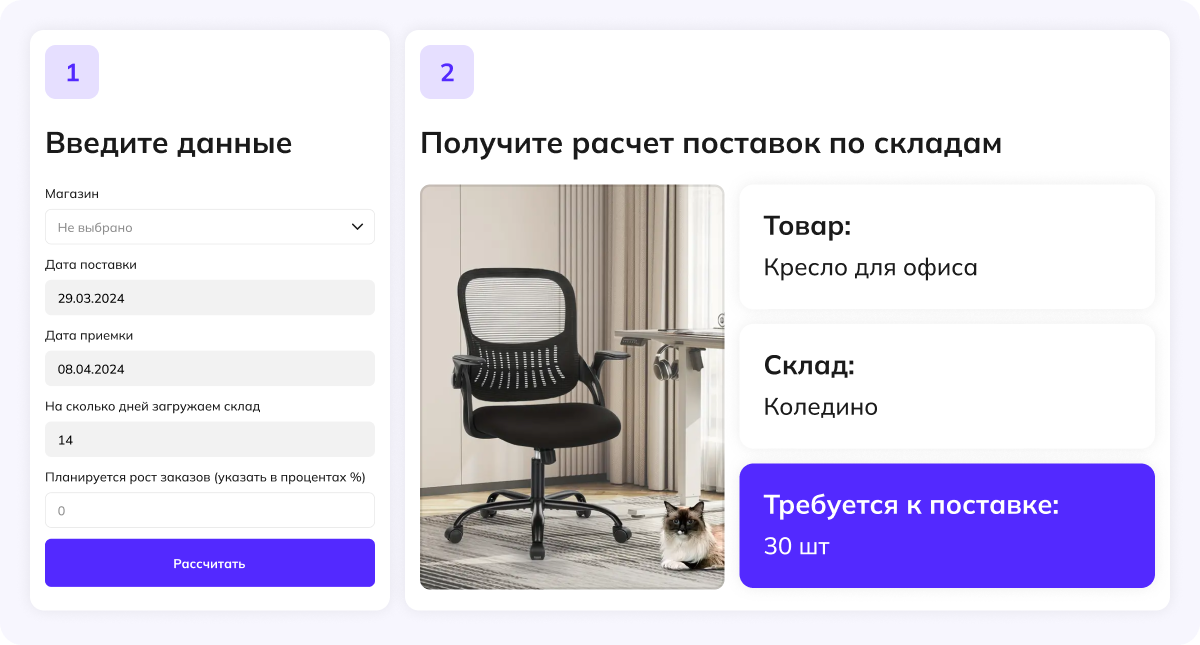 1
Введите данные
Магазин
Не выбрано
Дата поставки
29.03.2024
Дата приемки
08.04.2024
На сколько дней загружаем склад
14
Планируется рост заказов (указать в процентах %)
0
Рассчитать
2
Получите расчет поставок по складам
Товар:
Кресло для офиса
Склад:
Коледино
Требуется к поставке:
30 шт